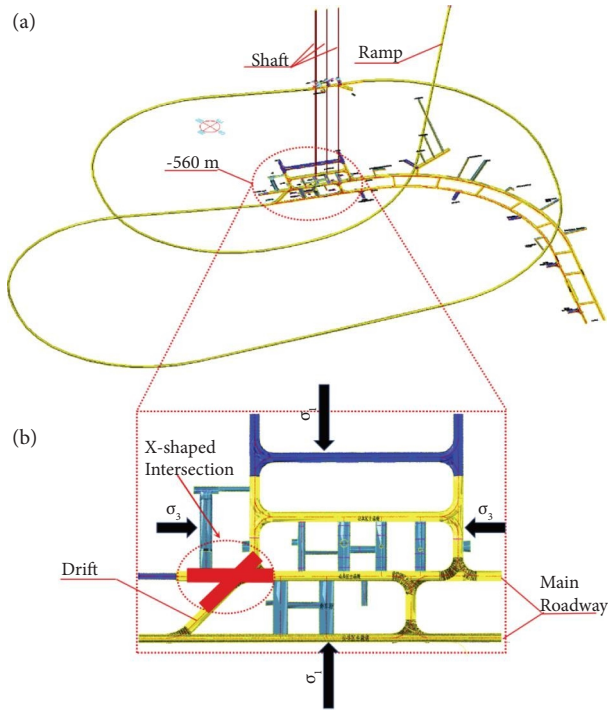 (a)
Shaft
Ramp
-560 m
(b)
σ₁
X-shaped
Intersection
σ₃
σ₃
Drift
Main
Roadway
σ₁